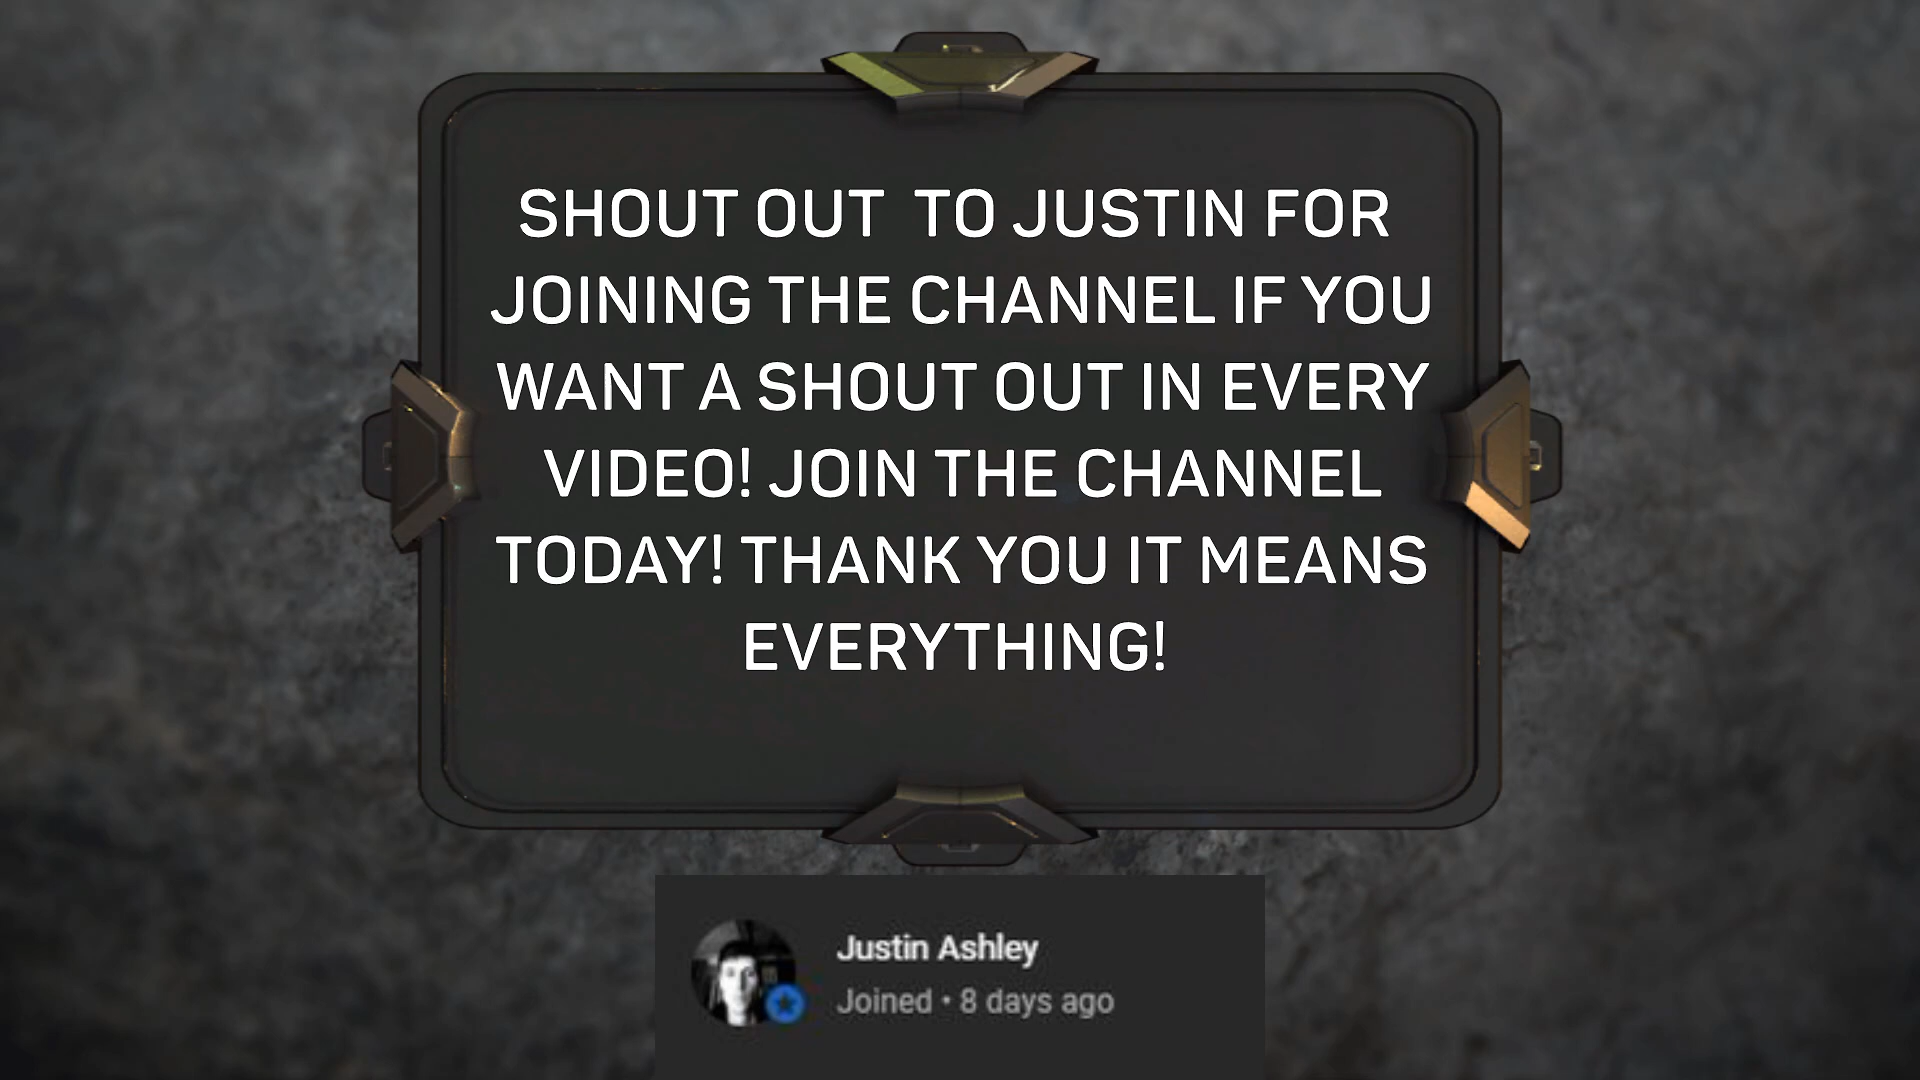 SHOUT OUT  TO JUSTIN FOR
JOINING THE CHANNEL IF YOU
WANT A SHOUT OUT IN EVERY
VIDEO! JOIN THE CHANNEL
TODAY! THANK YOU IT MEANS
EVERYTHING!
Justin Ashley
Joined • 8 days ago